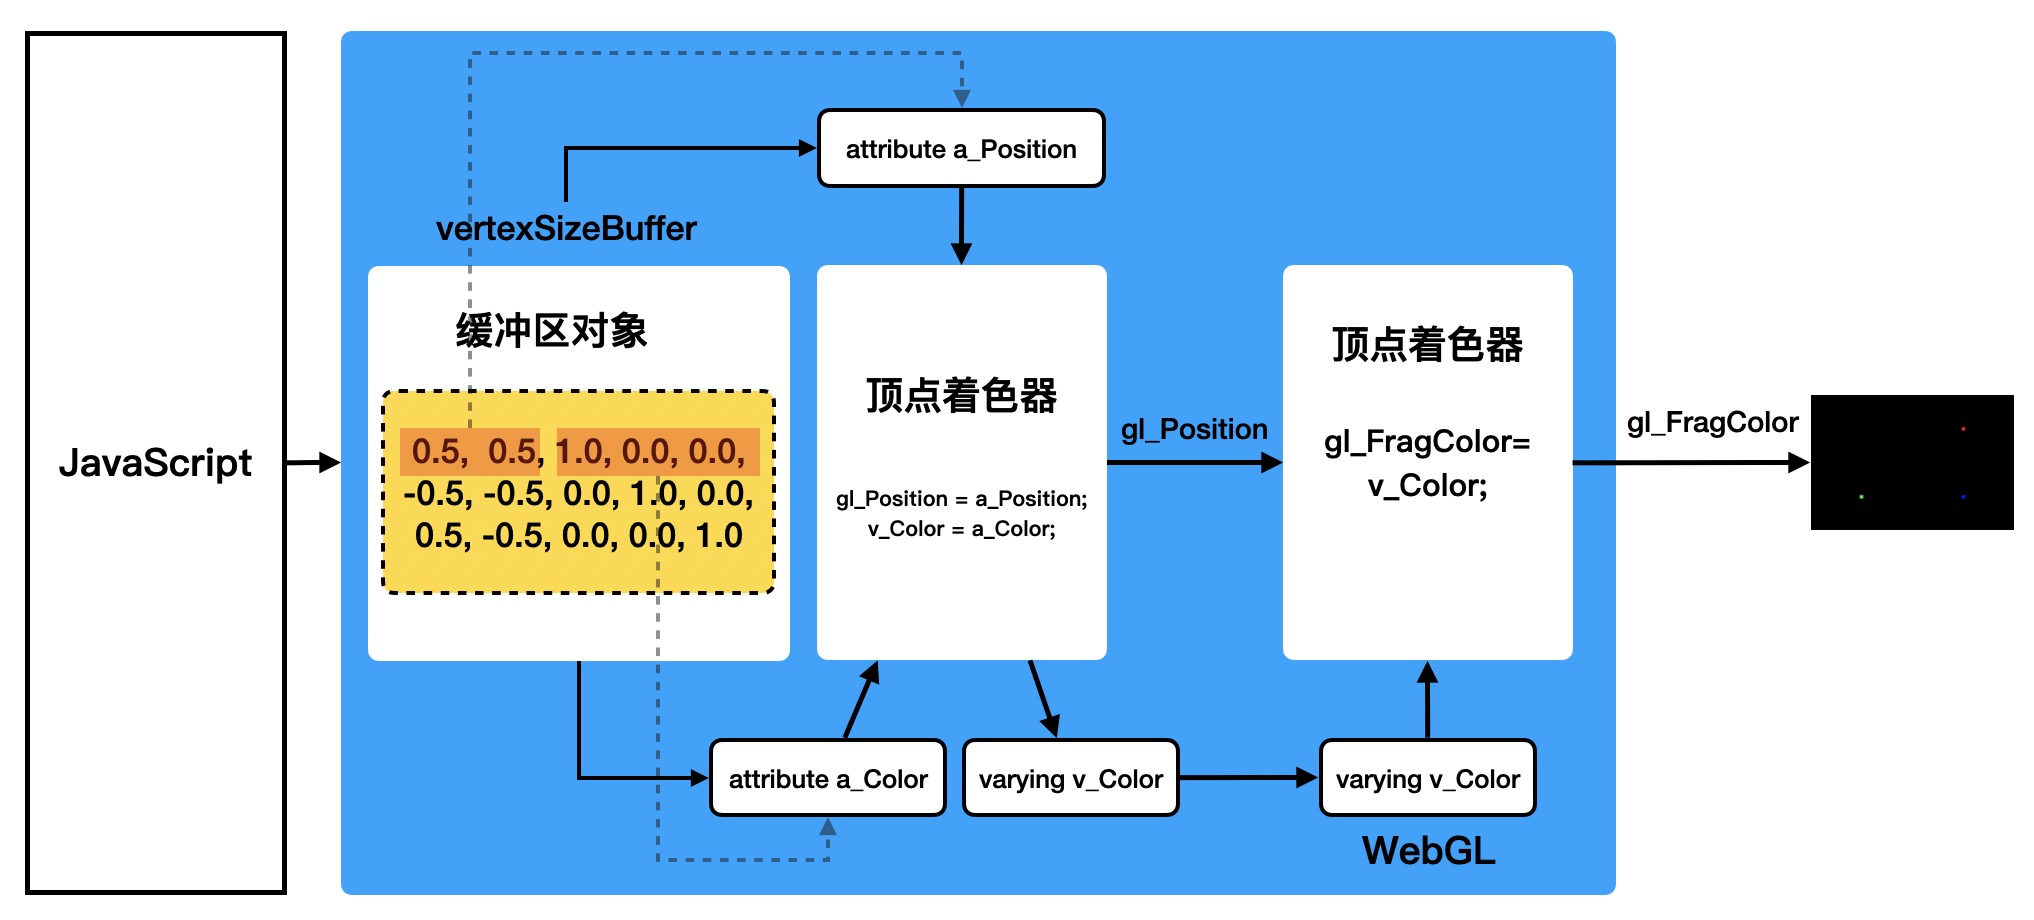 JavaScript
attribute a_Position
vertexSizeBuffer
缓冲区对象
0.5, 0.5, 1.0, 0.0, 0.0,
-0.5, -0.5, 0.0, 1.0, 0.0,
0.5, -0.5, 0.0, 0.0, 1.0
顶点着色器
gl_Position = a_Position;
v_Color = a_Color;
gl_Position
顶点着色器
gl_FragColor=
v_Color;
gl_FragColor
attribute a_Color
varying v_Color
varying v_Color
WebGL